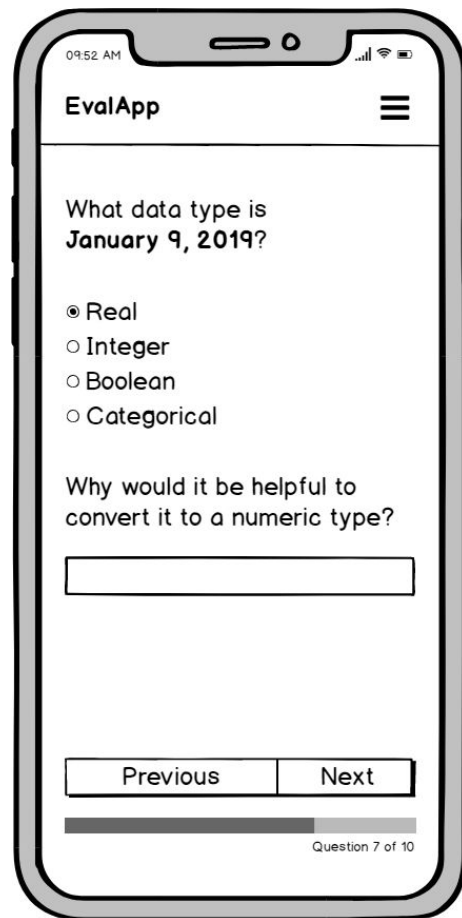 09:52 AM
EvalApp
What data type is
January 9, 2019?
Real
Integer
Boolean
Categorical
Why would it be helpful to
convert it to a numeric type?
Previous
Next
Question 7 of 10